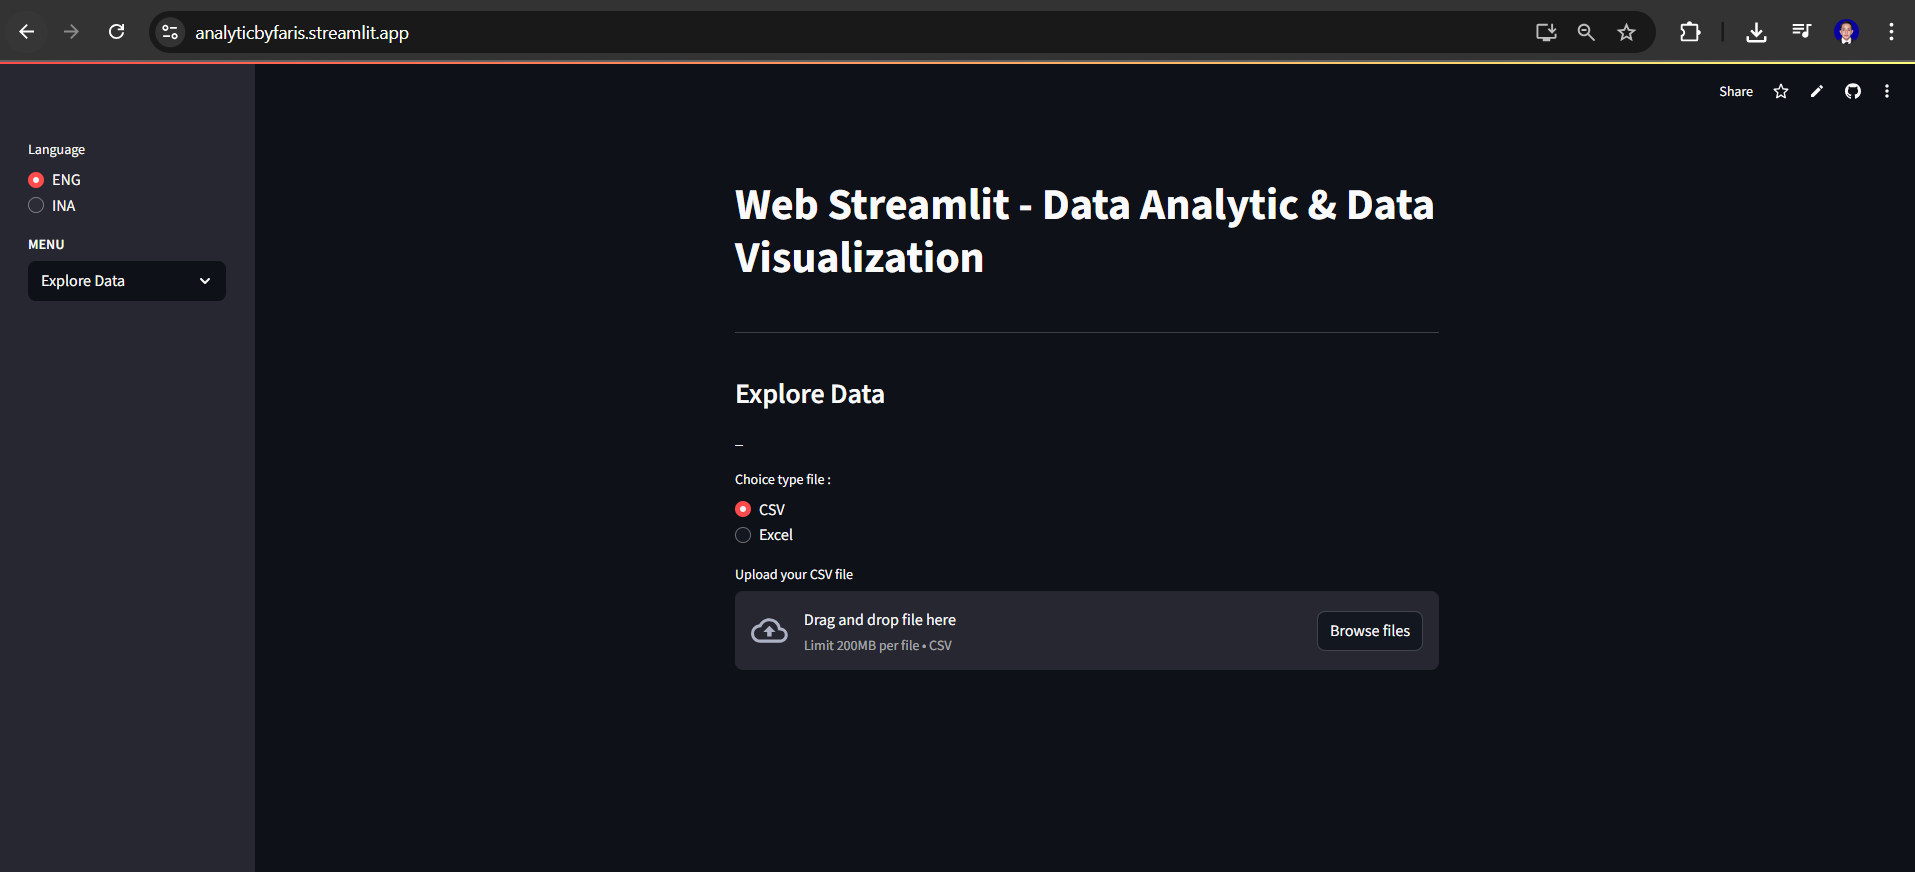 analyticbyfaris.streamlit.app
Share
Language
ENG
INA
MENU
Explore Data
Web Streamlit - Data Analytic & Data
Visualization
Explore Data
_
Choice type file :
CSV
Excel
Upload your CSV file
Drag and drop file here
Limit 200MB per file • CSV
Browse files